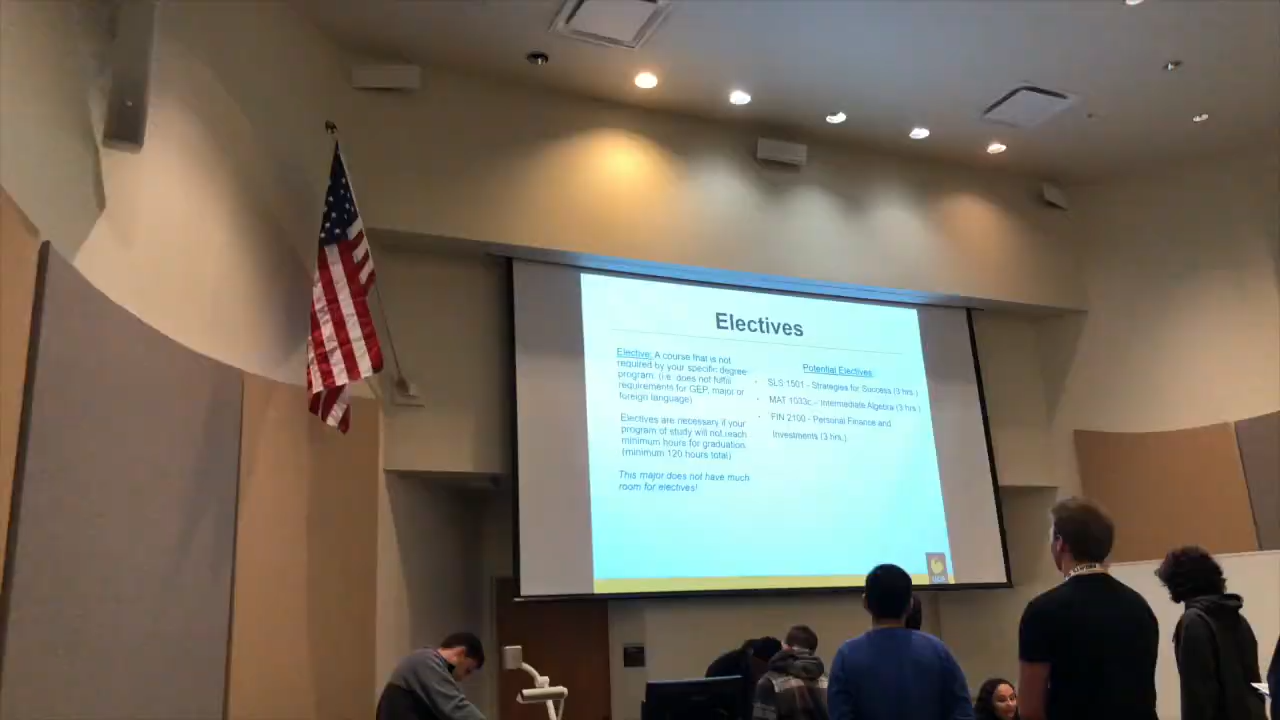 Electives
Elective: A course that is not
required by your specific degree
program. (i.e. does not fulfill
requirements for GEP, major or
foreign language)
Electives are necessary if your
program of study will not reach
minimum hours for graduation.
(minimum 120 hours total)
This major does not have much
room for electives!
Potential Electives:
SLS 1501 - Strategies for Success (3 hrs.)
MAT 1033c - Intermediate Algebra (3 hrs.)
FIN 2100 - Personal Finance and
Investments (3 hrs.)
UCF